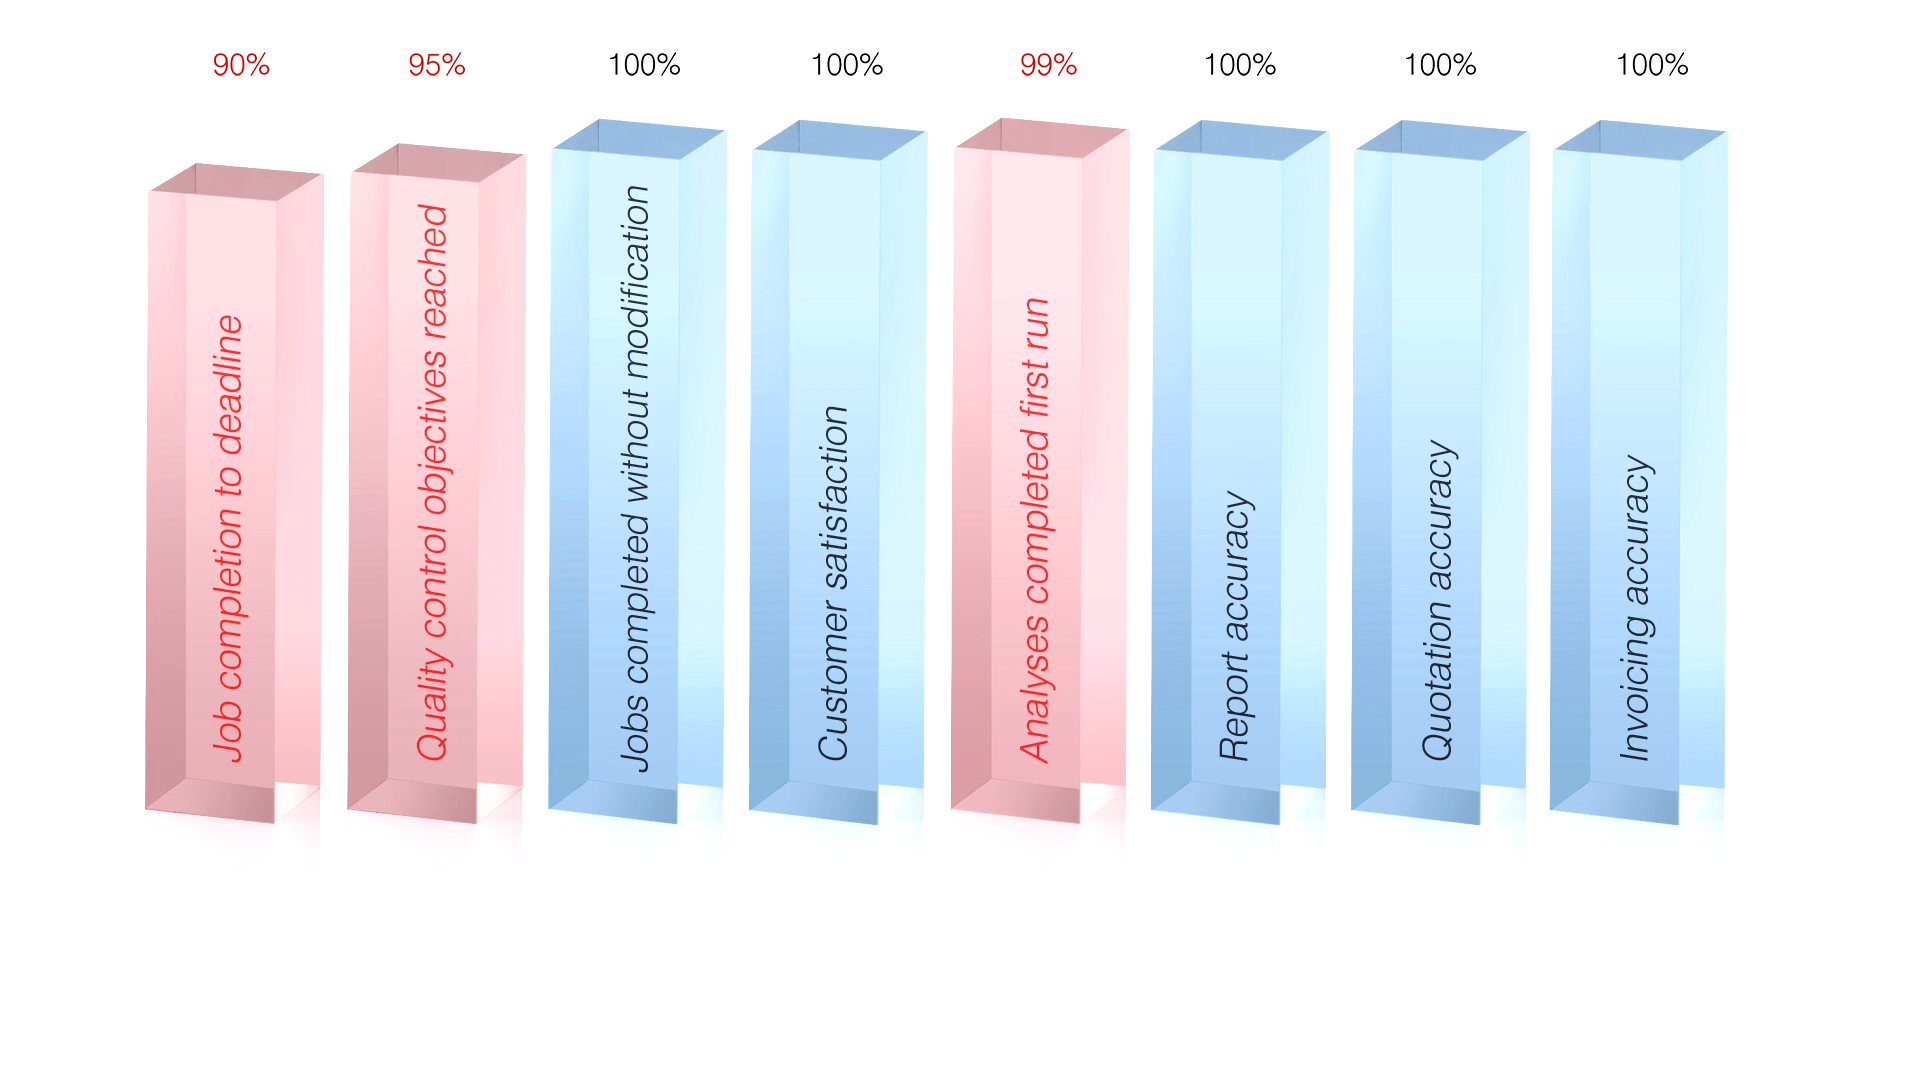 90%
95%
100%
100%
99%
100%
100%
100%
Job completion to deadline
Quality control objectives reached
Jobs completed without modification
Customer satisfaction
Analyses completed first run
Report accuracy
Quotation accuracy
Invoicing accuracy